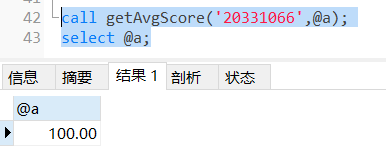 42 call getAvgScore('20331066',@a);
43 select @a;
信息 摘要 结果 1 剖析 状态
@a
100.00